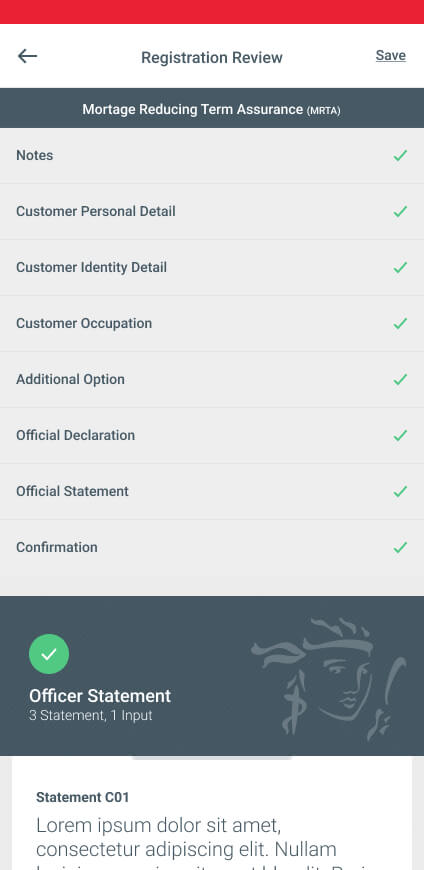 Registration Review
Save
Mortage Reducing Term Assurance (MRTA)
Notes
Customer Personal Detail
Customer Identity Detail
Customer Occupation
Additional Option
Official Declaration
Official Statement
Confirmation
Officer Statement
3 Statement, 1 Input
Statement C01
Lorem ipsum dolor sit amet,
consectetur adipiscing elit. Nullam